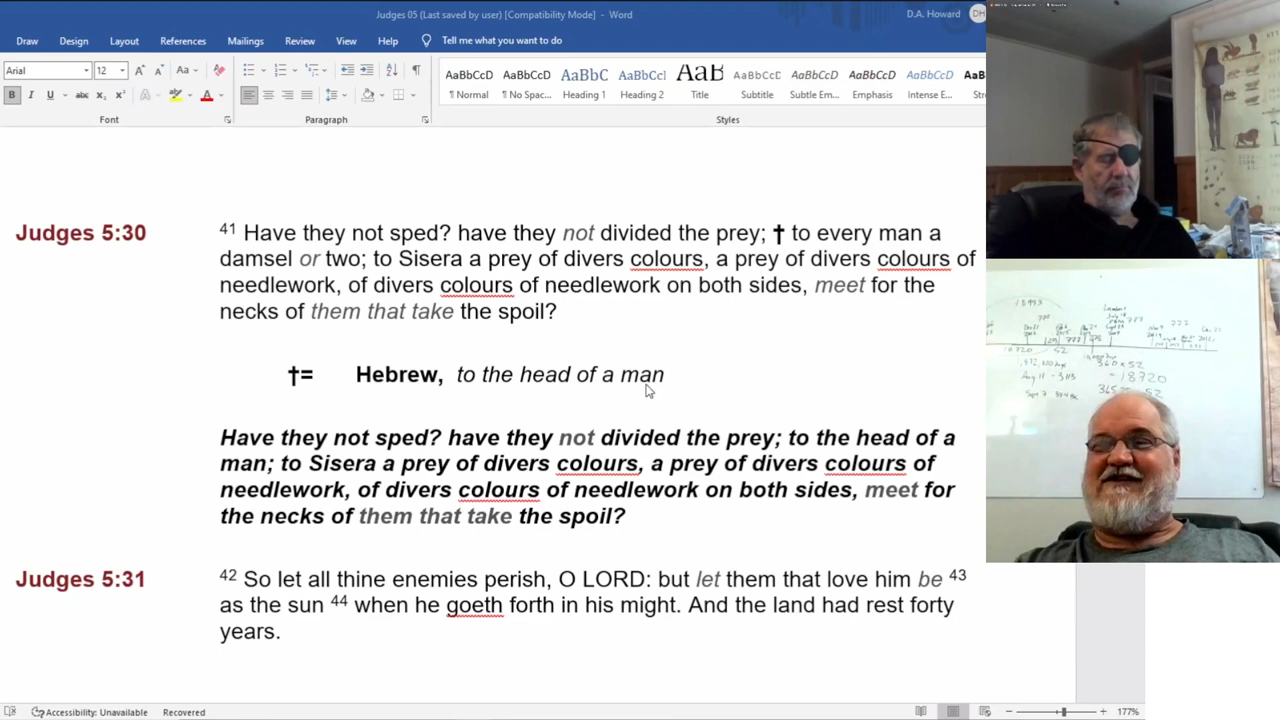 Judges 05 (Last saved by user) [Compatibility Mode] - Word
D.A. Howard
DH
Draw Design Layout References Mailings Review View Help Tell me what you want to do
Arial 12
AaBbCcD AaBbCcD AaBbC AaBbCcI AaB AaBbCcD AaBbCcD AaBbCcD AaBbCcD AaBb
¶ Normal ¶ No Spac... Heading 1 Heading 2 Title Subtitle Subtle Em... Emphasis Intense E... Stro
Font Paragraph Styles
Judges 5:30
41 Have they not sped? have they not divided the prey; ✝ to every man a
damsel or two; to Sisera a prey of divers colours, a prey of divers colours of
needlework, of divers colours of needlework on both sides, meet for the
necks of them that take the spoil?
✝= Hebrew, to the head of a man
Have they not sped? have they not divided the prey; to the head of a
man; to Sisera a prey of divers colours, a prey of divers colours of
needlework, of divers colours of needlework on both sides, meet for
the necks of them that take the spoil?
Judges 5:31
42 So let all thine enemies perish, O LORD: but let them that love him be 43
as the sun 44 when he goeth forth in his might. And the land had rest forty
years.
360 x 52
18720
Accessibility: Unavailable Recovered
177%